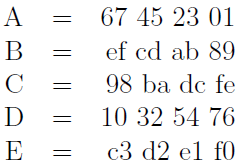 A = 67 45 23 01
B = ef cd ab 89
C = 98 ba dc fe
D = 10 32 54 76
E = c3 d2 e1 f0